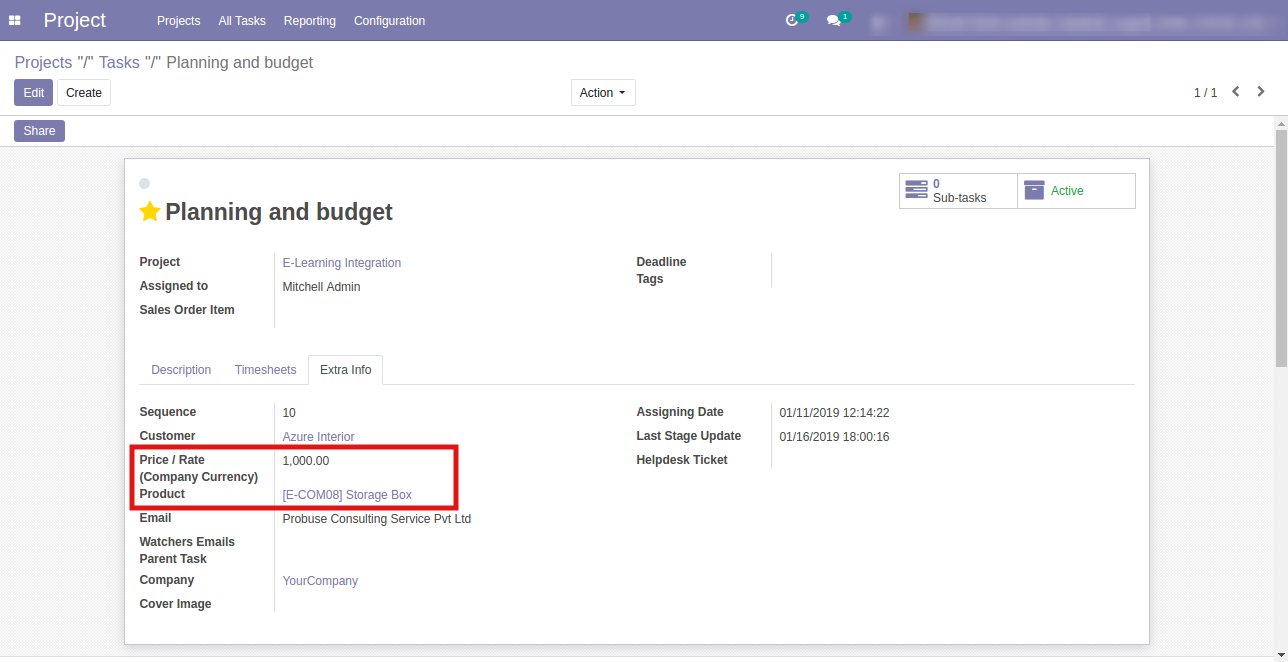 Project Projects All Tasks Reporting Configuration 9 1
Projects "/" Tasks "/" Planning and budget
Edit Create Action 1 / 1
Share
0
Sub-tasks
Active
Planning and budget
Project E-Learning Integration
Assigned to Mitchell Admin
Sales Order Item
Deadline
Tags
Description Timesheets Extra Info
Sequence 10
Customer Azure Interior
Price / Rate 1,000.00
(Company Currency)
Product [E-COM08] Storage Box
Email Probuse Consulting Service Pvt Ltd
Watchers Emails
Parent Task
Company YourCompany
Cover Image
Assigning Date 01/11/2019 12:14:22
Last Stage Update 01/16/2019 18:00:16
Helpdesk Ticket